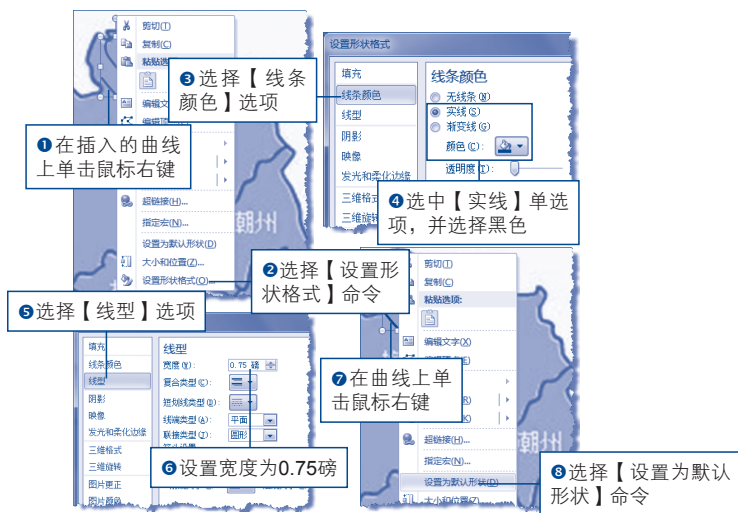 剪切(T)
复制(C)
粘贴选
编辑文
超链接(H)...
指定宏(N)...
设置为默认形状(D)
大小和位置(Z)...
设置形状格式(O)...
潮州
❶在插入的曲线
上单击鼠标右键
❷选择【设置形
状格式】命令
❸选择【线条
颜色】选项
设置形状格式
填充
线条颜色
线型
阴影
映像
发光和柔化边缘
三维格式
三维旋转
线条颜色
无线条(N)
实线(S)
渐变线(G)
颜色(C):
透明度(T):
❹选中【实线】单选
项，并选择黑色
❺选择【线型】选项
填充
线条颜色
线型
阴影
映像
发光和柔化边缘
三维格式
三维旋转
图片更正
图片颜色
线型
宽度(W):
0.75 磅
复合类型(C):
短划线类型(D):
线端类型(A):
平面
联接类型(J):
圆形
❻设置宽度为0.75磅
剪切(T)
复制(C)
粘贴选项:
编辑文字(X)
(R)
(K)
超链接(H)...
指定宏(N)...
设置为默认形状(D)
大小和位置(Z)...
潮州
❼在曲线上单
击鼠标右键
❽选择【设置为默认
形状】命令